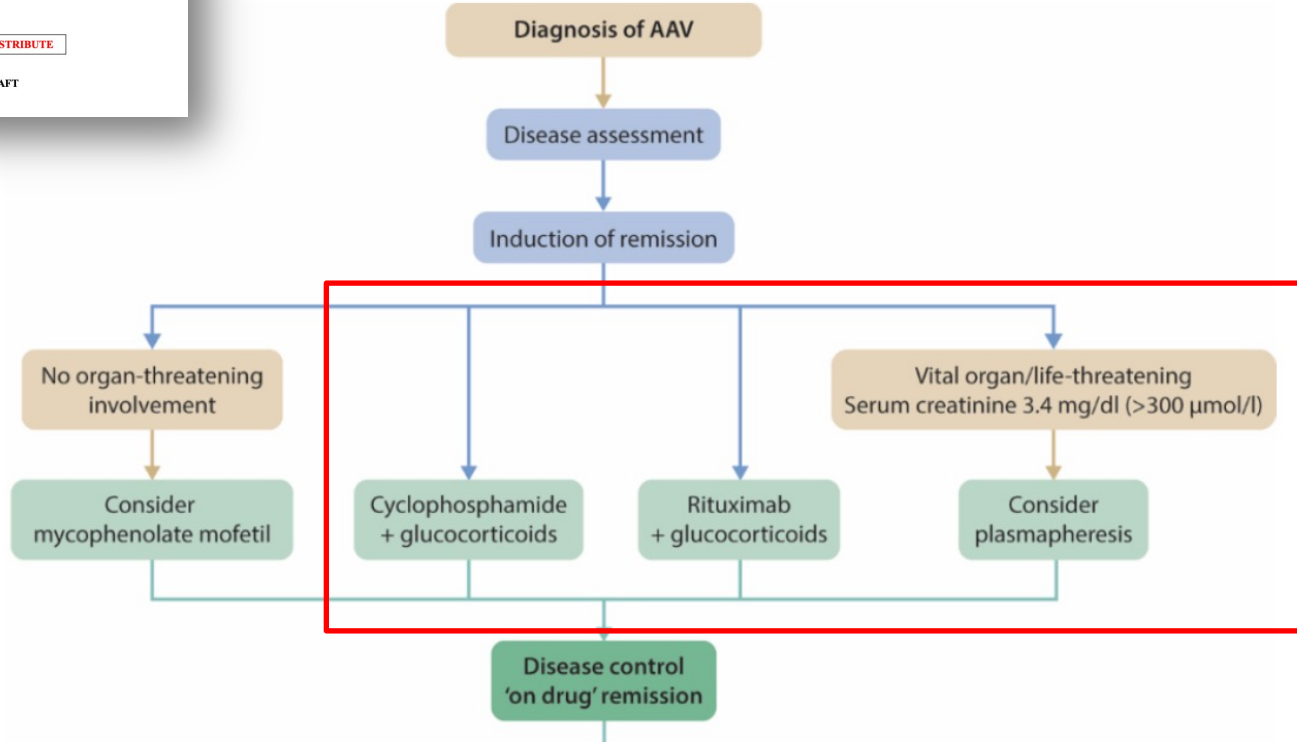 STRIBUTE
AFT
Diagnosis of AAV
Disease assessment
Induction of remission
No organ-threatening
involvement
Vital organ/life-threatening
Serum creatinine 3.4 mg/dl (>300 μmol/l)
Consider
mycophenolate mofetil
Cyclophosphamide
+ glucocorticoids
Rituximab
+ glucocorticoids
Consider
plasmapheresis
Disease control
'on drug' remission